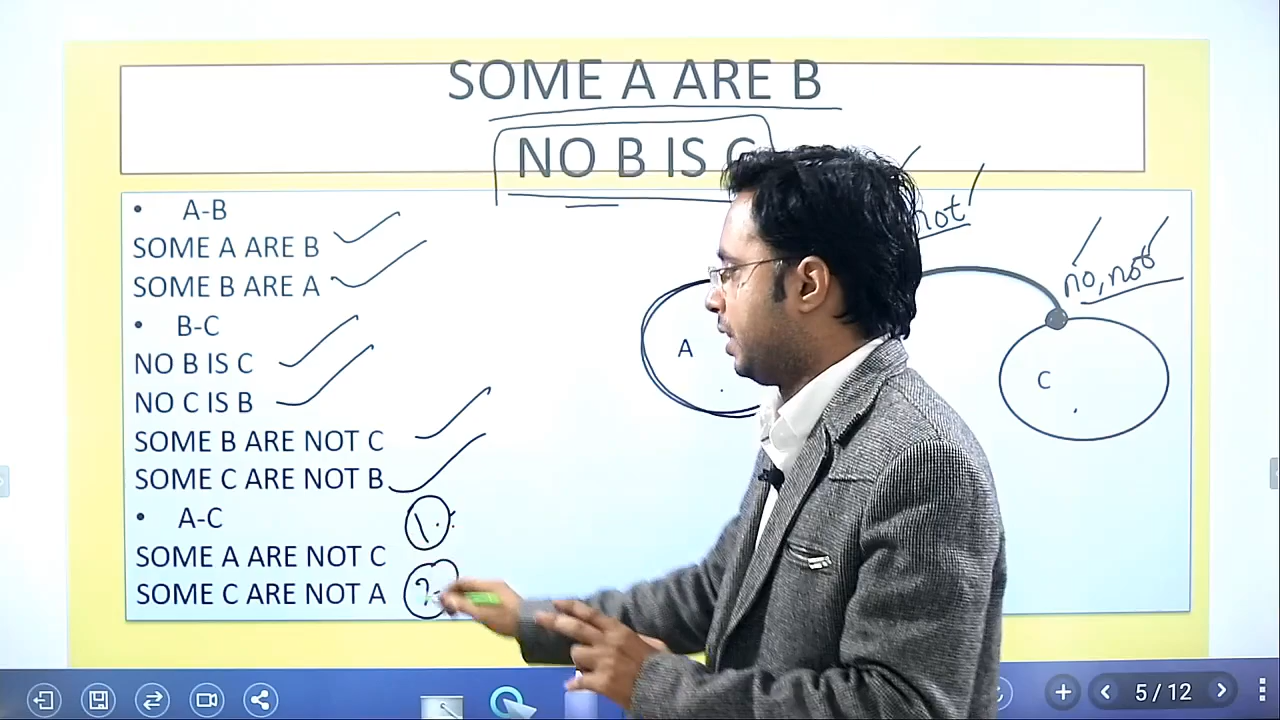 SOME A ARE B
NO B IS
not
no, not
• A-B
SOME A ARE B
SOME B ARE A
• B-C
NO B IS C
NO C IS B
SOME B ARE NOT C
SOME C ARE NOT B
• A-C
SOME A ARE NOT C
SOME C ARE NOT A
A
C
5 / 12